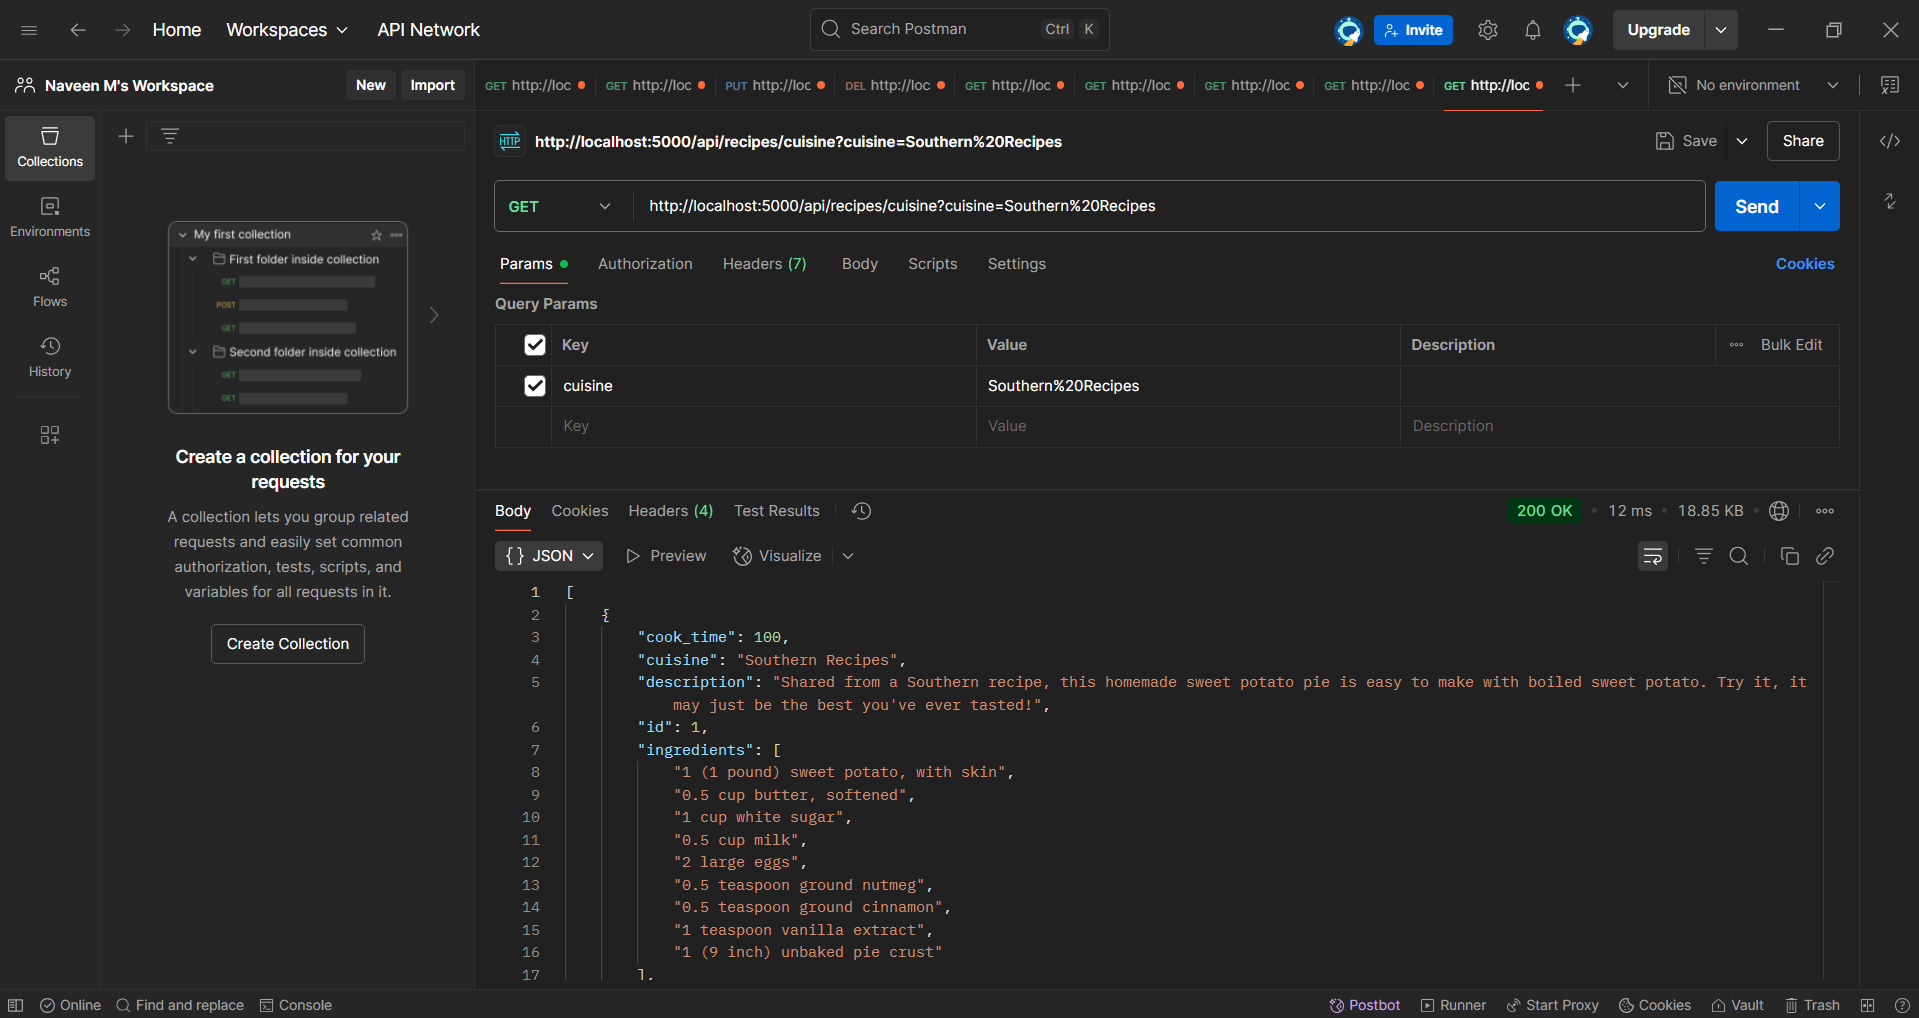 Home Workspaces API Network Search Postman Ctrl K Invite Upgrade
Naveen M's Workspace New Import GET http://loc GET http://loc PUT http://loc DEL http://loc GET http://loc GET http://loc GET http://loc GET http://loc GET http://loc No environment
Collections
Environments
Flows
History
My first collection
First folder inside collection
GET
POST
GET
Second folder inside collection
GET
GET
Create a collection for your
requests
A collection lets you group related
requests and easily set common
authorization, tests, scripts, and
variables for all requests in it.
Create Collection
HTTP http://localhost:5000/api/recipes/cuisine?cuisine=Southern%20Recipes Save Share
GET http://localhost:5000/api/recipes/cuisine?cuisine=Southern%20Recipes Send
Params Authorization Headers (7) Body Scripts Settings Cookies
Query Params
Key Value Description Bulk Edit
cuisine Southern%20Recipes
Key Value Description
Body Cookies Headers (4) Test Results 200 OK 12 ms 18.85 KB
{} JSON Preview Visualize
1 [
2 {
3 "cook_time": 100,
4 "cuisine": "Southern Recipes",
5 "description": "Shared from a Southern recipe, this homemade sweet potato pie is easy to make with boiled sweet potato. Try it, it
may just be the best you've ever tasted!",
6 "id": 1,
7 "ingredients": [
8 "1 (1 pound) sweet potato, with skin",
9 "0.5 cup butter, softened",
10 "1 cup white sugar",
11 "0.5 cup milk",
12 "2 large eggs",
13 "0.5 teaspoon ground nutmeg",
14 "0.5 teaspoon ground cinnamon",
15 "1 teaspoon vanilla extract",
16 "1 (9 inch) unbaked pie crust"
17 ],
Online Find and replace Console Postbot Runner Start Proxy Cookies Vault Trash